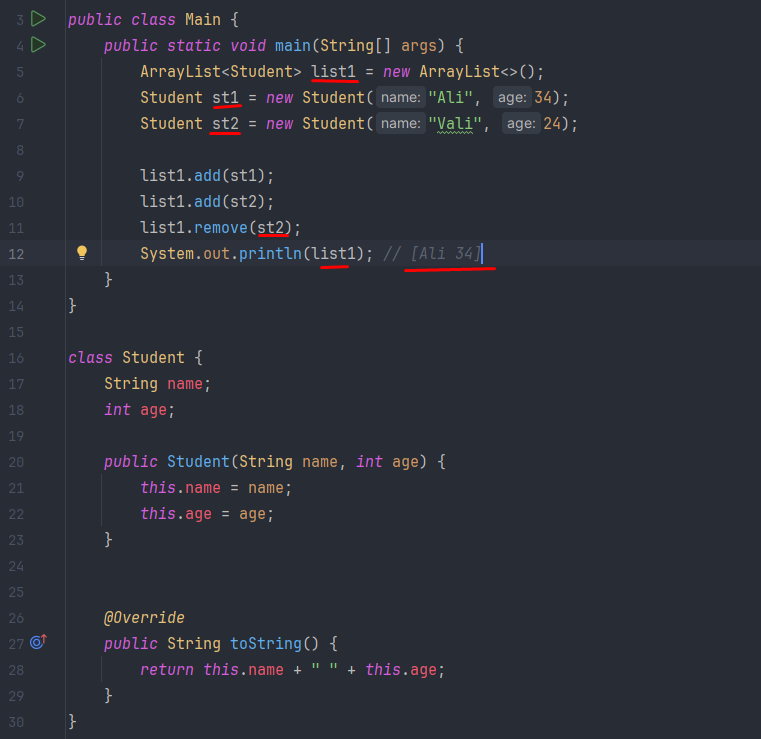 3 public class Main {
4 public static void main(String[] args) {
5 ArrayList<Student> list1 = new ArrayList<>();
6 Student st1 = new Student( name: "Ali", age: 34);
7 Student st2 = new Student( name: "Vali", age: 24);
8
9 list1.add(st1);
10 list1.add(st2);
11 list1.remove(st2);
12 System.out.println(list1); // [Ali 34]
13 }
14 }
15
16 class Student {
17 String name;
18 int age;
19
20 public Student(String name, int age) {
21 this.name = name;
22 this.age = age;
23 }
24
25
26 @Override
27 public String toString() {
28 return this.name + " " + this.age;
29 }
30 }